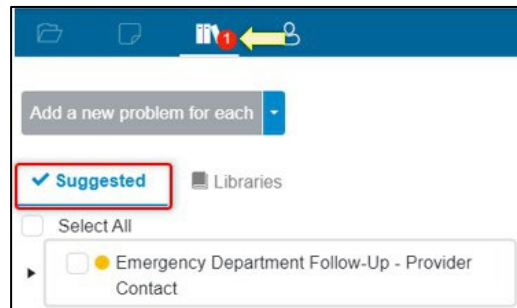 1
Add a new problem for each
Suggested
Libraries
Select All
Emergency Department Follow-Up - Provider
Contact